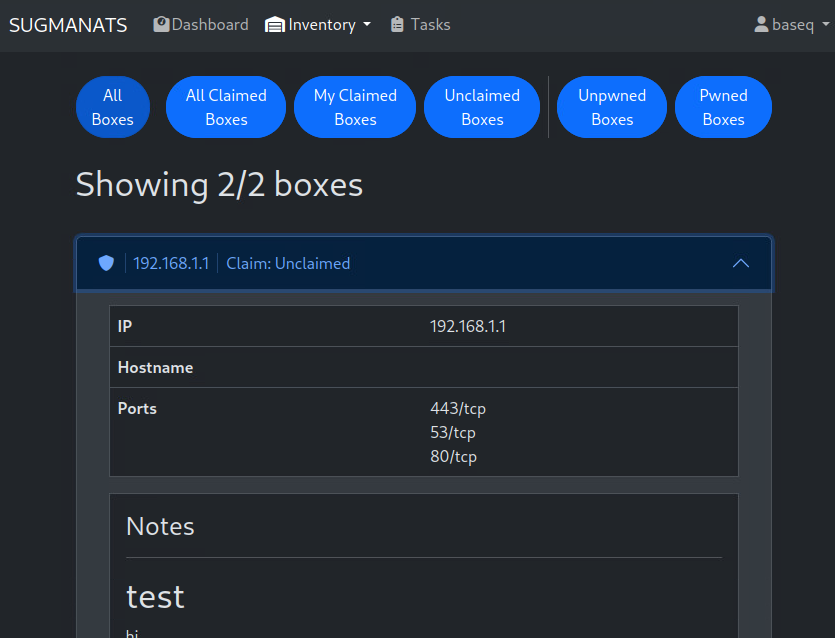 SUGMANATS Dashboard Inventory Tasks baseq
All Boxes
All Claimed Boxes
My Claimed Boxes
Unclaimed Boxes
Unpwned Boxes
Pwned Boxes
Showing 2/2 boxes
192.168.1.1 Claim: Unclaimed
IP 192.168.1.1
Hostname
Ports 443/tcp
53/tcp
80/tcp
Notes
test
hi